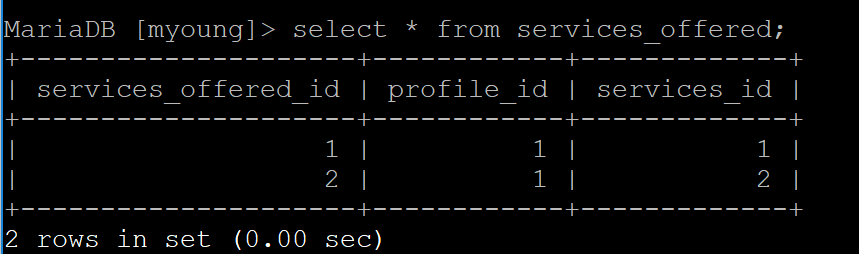 MariaDB [myoung]> select * from services_offered;
+---------------------+------------+-------------+
| services_offered_id | profile_id | services_id |
+---------------------+------------+-------------+
|                   1 |          1 |           1 |
|                   2 |          1 |           2 |
+---------------------+------------+-------------+
2 rows in set (0.00 sec)